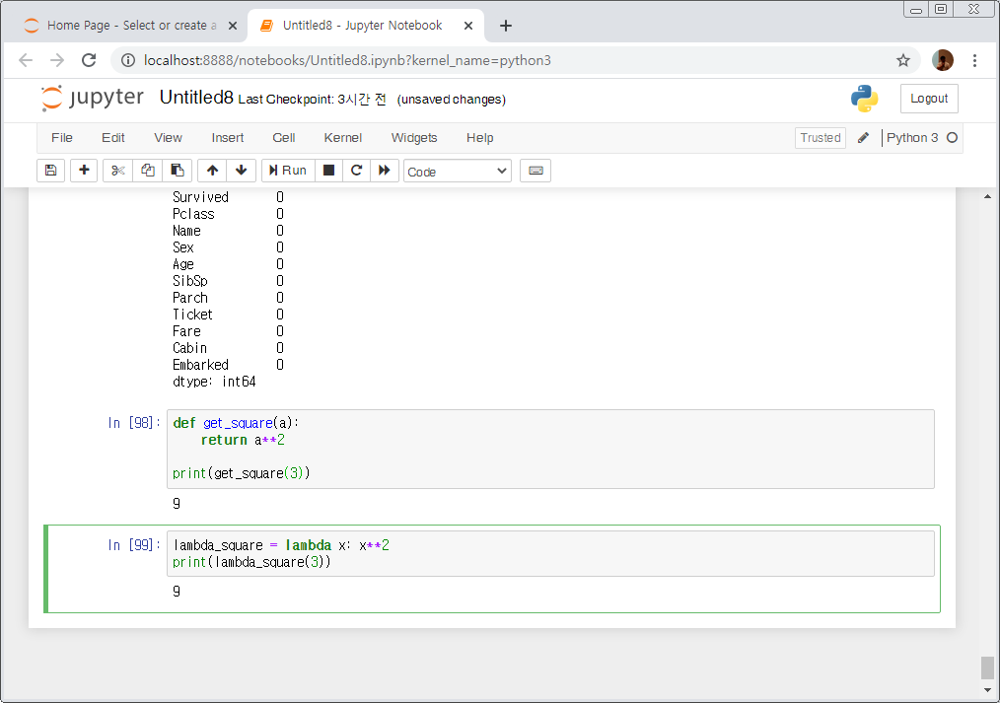 Home Page - Select or create a
Untitled8 - Jupyter Notebook
localhost:8888/notebooks/Untitled8.ipynb?kernel_name=python3
jupyter Untitled8 Last Checkpoint: 3시간 전 (unsaved changes)
Logout
File Edit View Insert Cell Kernel Widgets Help
Trusted Python 3
Run Code
Survived 0
Pclass 0
Name 0
Sex 0
Age 0
SibSp 0
Parch 0
Ticket 0
Fare 0
Cabin 0
Embarked 0
dtype: int64
In [98]: def get_square(a):
return a**2
print(get_square(3))
9
In [99]: lambda_square = lambda x: x**2
print(lambda_square(3))
9